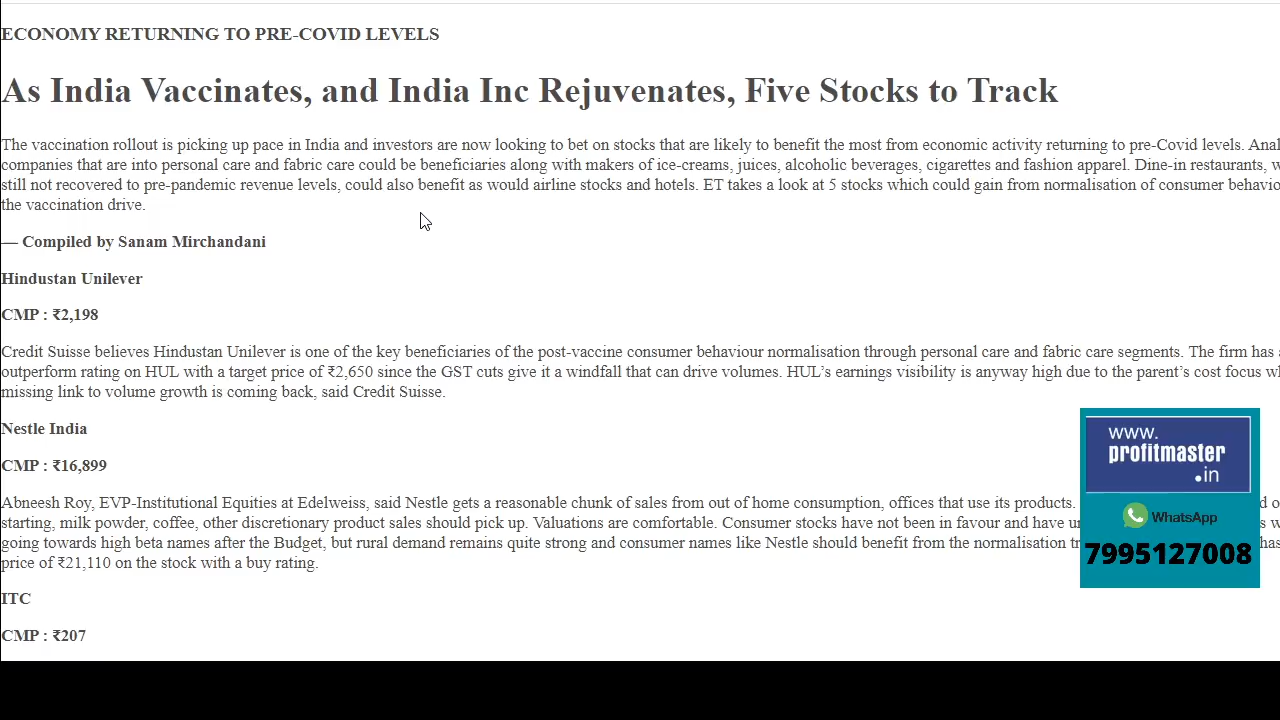 ECONOMY RETURNING TO PRE-COVID LEVELS
As India Vaccinates, and India Inc Rejuvenates, Five Stocks to Track
The vaccination rollout is picking up pace in India and investors are now looking to bet on stocks that are likely to benefit the most from economic activity returning to pre-Covid levels.
companies that are into personal care and fabric care could be beneficiaries along with makers of ice-creams, juices, alcoholic beverages, cigarettes and fashion apparel. Dine-in restaurants,
still not recovered to pre-pandemic revenue levels, could also benefit as would airline stocks and hotels. ET takes a look at 5 stocks which could gain from normalisation of consumer
the vaccination drive.
— Compiled by Sanam Mirchandani
Hindustan Unilever
CMP : ₹2,198
Credit Suisse believes Hindustan Unilever is one of the key beneficiaries of the post-vaccine consumer behaviour normalisation through personal care and fabric care segments. The firm has
outperform rating on HUL with a target price of ₹2,650 since the GST cuts give it a windfall that can drive volumes. HUL’s earnings visibility is anyway high due to the parent’s cost focus
missing link to volume growth is coming back, said Credit Suisse.
Nestle India
CMP : ₹16,899
Abneesh Roy, EVP-Institutional Equities at Edelweiss, said Nestle gets a reasonable chunk of sales from out of home consumption, offices that use its products.
starting, milk powder, coffee, other discretionary product sales should pick up. Valuations are comfortable. Consumer stocks have not been in favour and have
going towards high beta names after the Budget, but rural demand remains quite strong and consumer names like Nestle should benefit from the normalisation
price of ₹21,110 on the stock with a buy rating.
ITC
CMP : ₹207
www.
profitmaster
.in
WhatsApp
7995127008